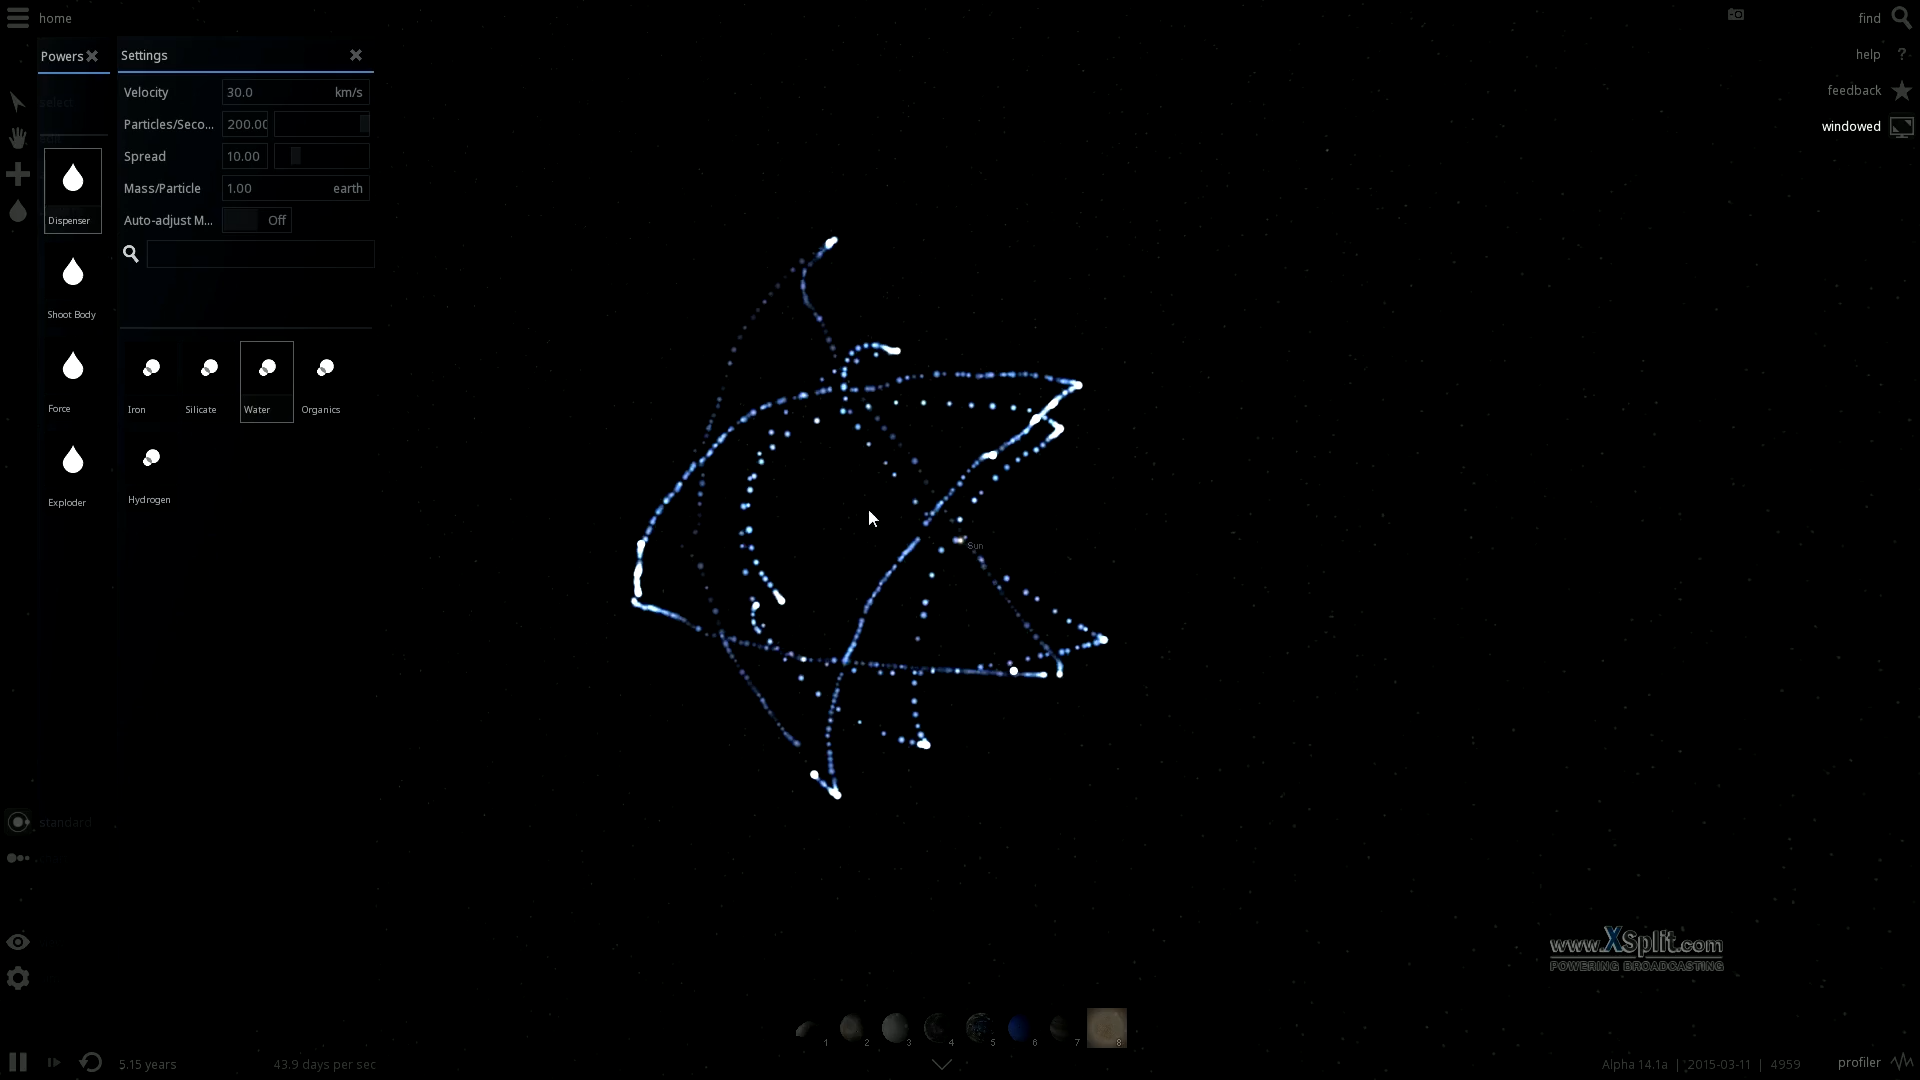 home
find
Powers
Settings
help
Velocity 30.0 km/s
feedback
select
Particles/Seco... 200.00
windowed
Spread 10.00
Mass/Particle 1.00 earth
Auto-adjust M... Off
Dispenser
Shoot Body
Force
Iron Silicate Water Organics
Exploder
Hydrogen
Sun
standard
www.XSplit.com
POWERING BROADCASTING
1 2 3 4 5 6 7 8
5.15 years
43.9 days per sec
Alpha 14.1a | 2015-03-11 | 4959
profiler